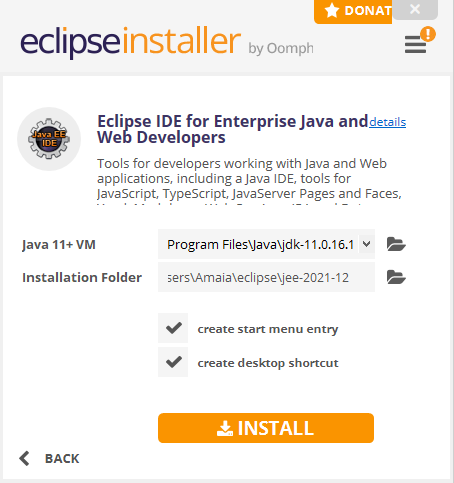 DONAT
eclipseinstaller by Oomph
!
Java EE
IDE
Eclipse IDE for Enterprise Java and details
Web Developers
Tools for developers working with Java and Web
applications, including a Java IDE, tools for
JavaScript, TypeScript, JavaServer Pages and Faces,
Java 11+ VM
Program Files\Java\jdk-11.0.16.1
Installation Folder
sers\Amaia\eclipse\jee-2021-12
create start menu entry
create desktop shortcut
INSTALL
BACK